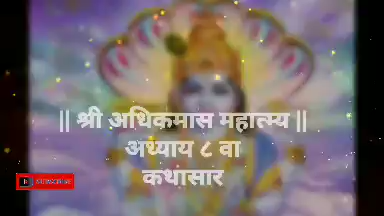 || श्री अधिकमास महात्म्य ||
अध्याय ८ वा
कथासार